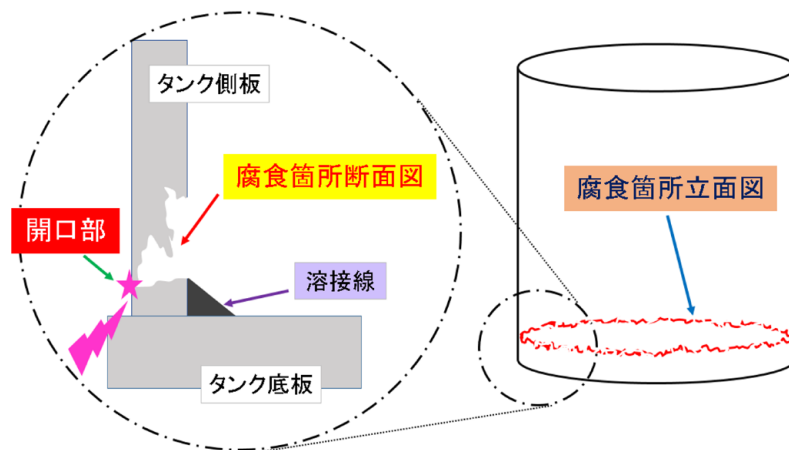 タンク側板
腐食箇所断面図
開口部
溶接線
タンク底板
腐食箇所立面図